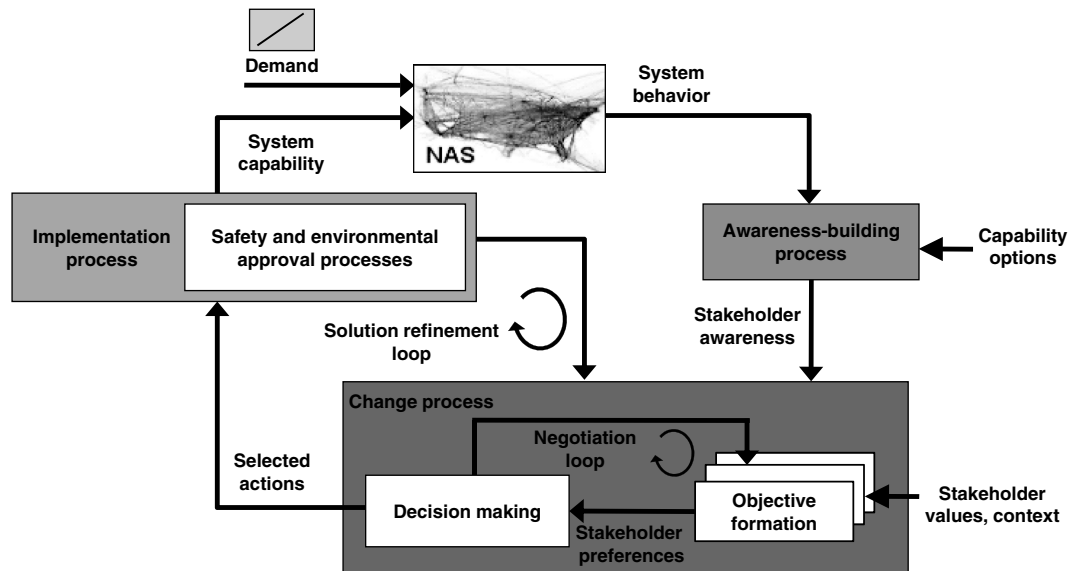 Demand
System
behavior
NAS
System
capability
Implementation
process
Safety and environmental
approval processes
Awareness-building
process
Capability
options
Solution refinement
loop
Stakeholder
awareness
Change process
Negotiation
loop
Selected
actions
Decision making
Stakeholder
preferences
Objective
formation
Stakeholder
values, context